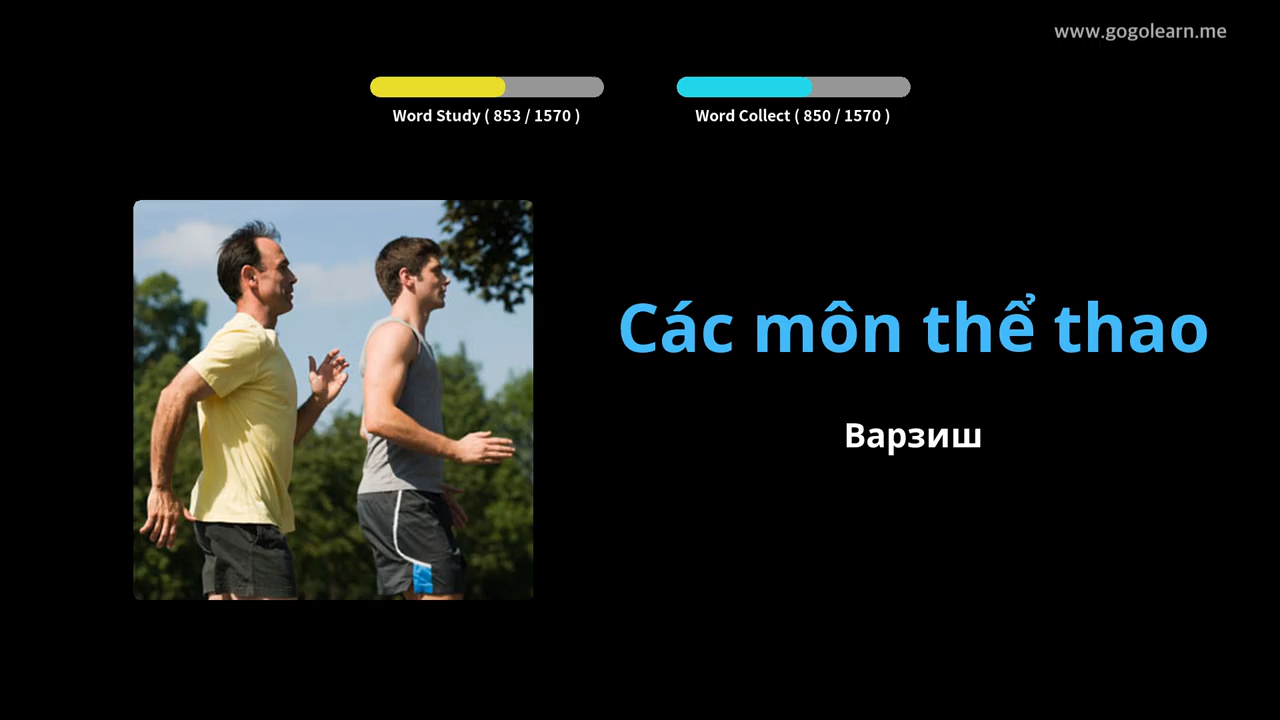 www.gogolearn.me
Word Study ( 853 / 1570 )
Word Collect ( 850 / 1570 )
Các môn thể thao
Варзиш